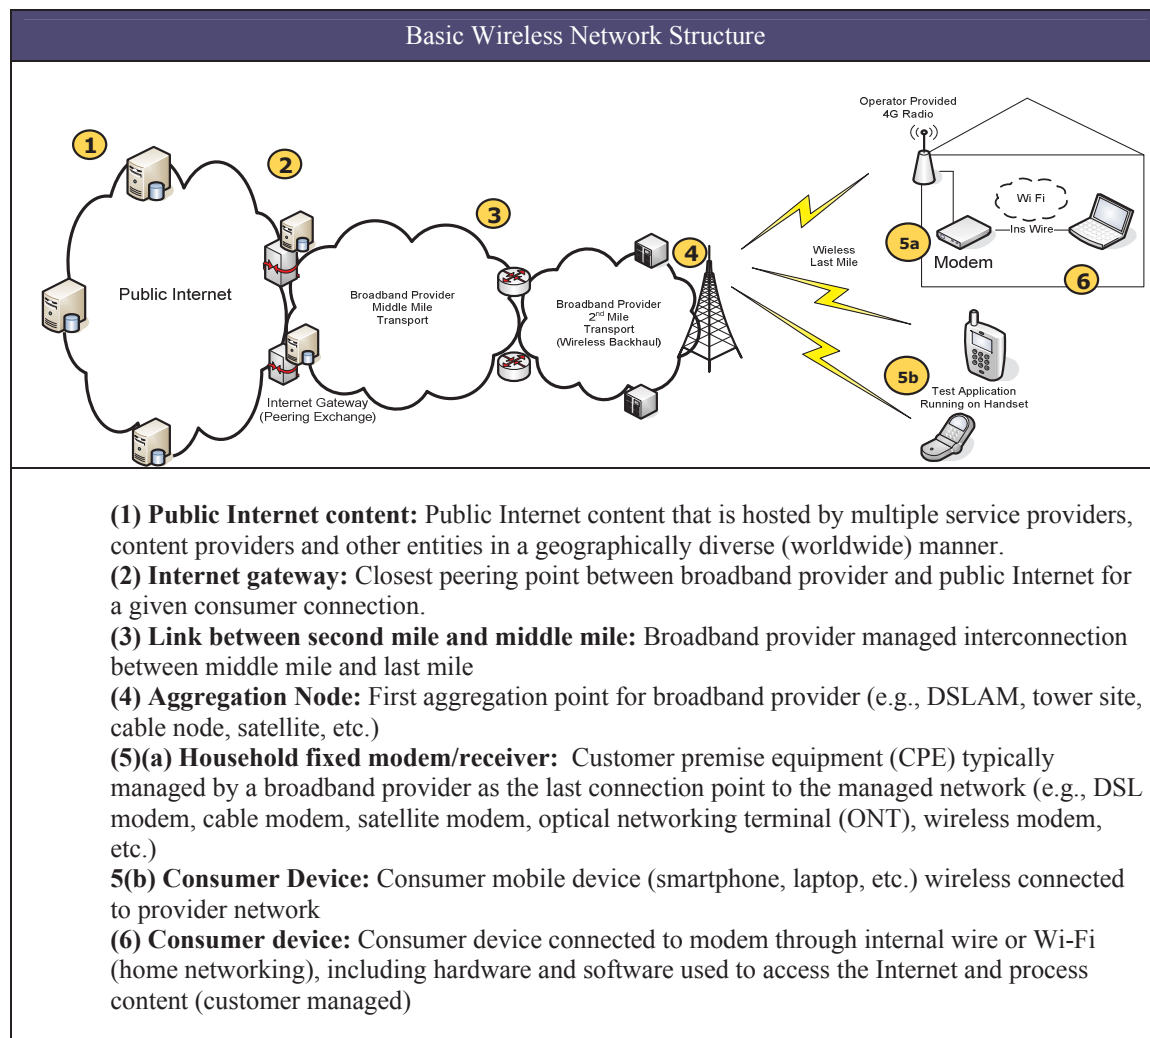 Basic Wireless Network Structure
1
2
3
4
5a
5b
6
Operator Provided
4G Radio
Wi Fi
Ins Wire
Modem
Wieless
Last Mile
Public Internet
Broadband Provider
Middle Mile
Transport
Broadband Provider
2nd Mile
Transport
(Wireless Backhaul)
Internet Gateway
(Peering Exchange)
Test Application
Running on Handset
(1) Public Internet content: Public Internet content that is hosted by multiple service providers,
content providers and other entities in a geographically diverse (worldwide) manner.
(2) Internet gateway: Closest peering point between broadband provider and public Internet for
a given consumer connection.
(3) Link between second mile and middle mile: Broadband provider managed interconnection
between middle mile and last mile
(4) Aggregation Node: First aggregation point for broadband provider (e.g., DSLAM, tower site,
cable node, satellite, etc.)
(5)(a) Household fixed modem/receiver: Customer premise equipment (CPE) typically
managed by a broadband provider as the last connection point to the managed network (e.g., DSL
modem, cable modem, satellite modem, optical networking terminal (ONT), wireless modem,
etc.)
5(b) Consumer Device: Consumer mobile device (smartphone, laptop, etc.) wireless connected
to provider network
(6) Consumer device: Consumer device connected to modem through internal wire or Wi-Fi
(home networking), including hardware and software used to access the Internet and process
content (customer managed)